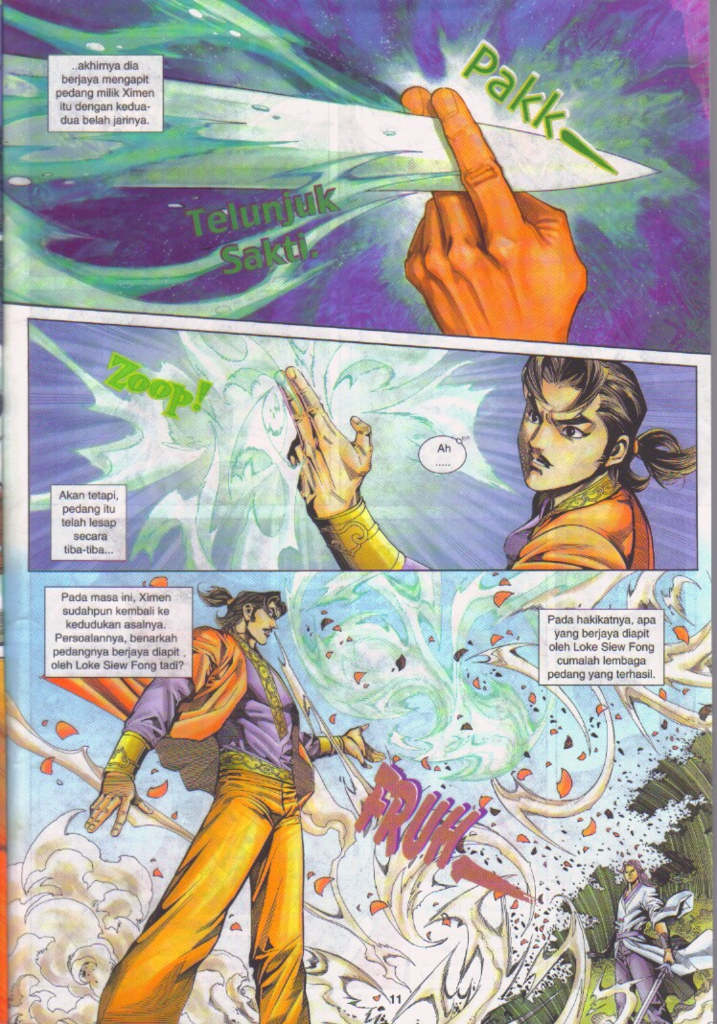 ..akhirnya dia
berjaya mengapit
pedang milik Ximen
itu dengan kedua-
dua belah jarinya.
Pakk
Telunjuk
Sakti.
Zoop!
Ah
.....
Akan tetapi,
pedang itu
telah lesap
secara
tiba-tiba...
Pada masa ini, Ximen
sudahpun kembali ke
kedudukan asalnya.
Persoalannya, benarkah
pedangnya berjaya diapit
oleh Loke Siew Fong tadi?
Pada hakikatnya, apa
yang berjaya diapit
oleh Loke Siew Fong
cumalah lembaga
pedang yang terhasil.
FRUH
11